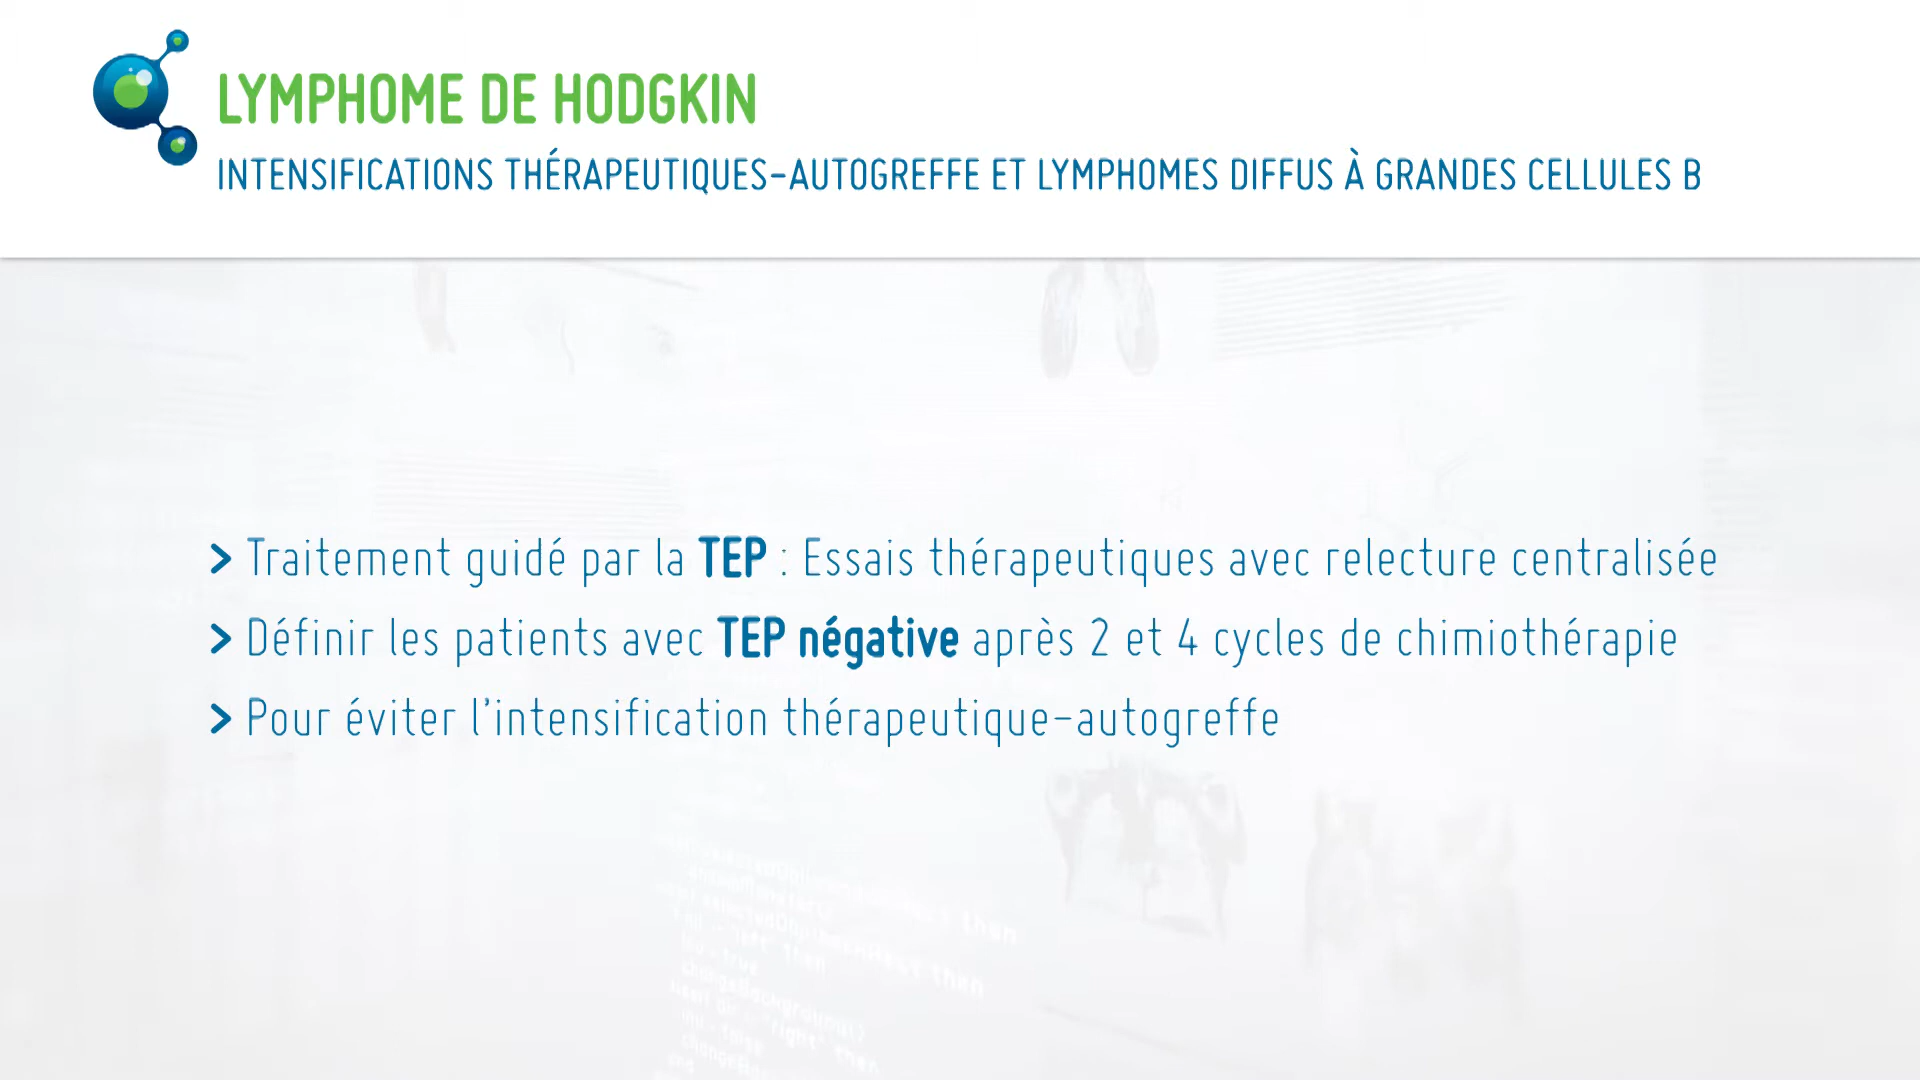 LYMPHOME DE HODGKIN
INTENSIFICATIONS THÉRAPEUTIQUES-AUTOGREFFE ET LYMPHOMES DIFFUS À GRANDES CELLULES B
> Traitement guidé par la TEP : Essais thérapeutiques avec relecture centralisée
> Définir les patients avec TEP négative après 2 et 4 cycles de chimiothérapie
> Pour éviter l'intensification thérapeutique-autogreffe